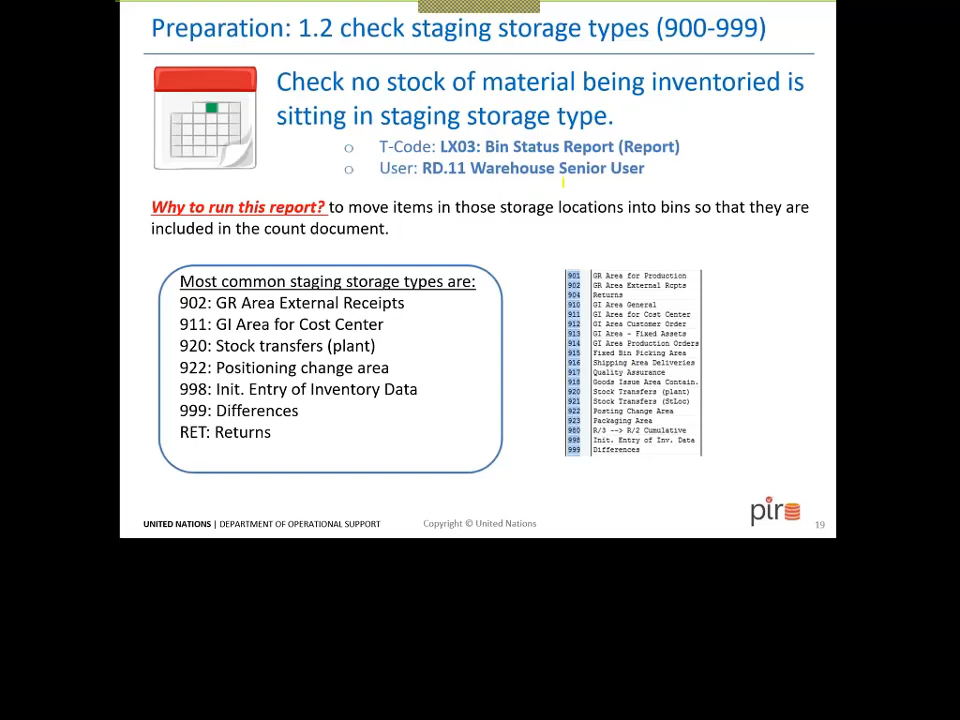 Preparation: 1.2 check staging storage types (900-999)
Check no stock of material being inventoried is
sitting in staging storage type.
T-Code: LX03: Bin Status Report (Report)
User: RD.11 Warehouse Senior User
Why to run this report? to move items in those storage locations into bins so that they are
included in the count document.
Most common staging storage types are:
902: GR Area External Receipts
911: GI Area for Cost Center
920: Stock transfers (plant)
922: Positioning change area
998: Init. Entry of Inventory Data
999: Differences
RET: Returns
901 GR Area for Production
902 GR Area External Rcpts
904 Returns
910 GI Area General
911 GI Area for Cost Center
912 GI Area Customer Order
913 GI Area - Fixed Assets
914 GI Area Production Orders
915 Fixed Bin Picking Area
916 Shipping Area Deliveries
917 Quality Assurance
918 Goods Issue Area Contain.
920 Stock Transfers (plant)
921 Stock Transfers (StLoc)
922 Posting Change Area
923 Packaging Area
980 R/3 --> R/2 Cumulative
998 Init. Entry of Inv. Data
999 Differences
UNITED NATIONS | DEPARTMENT OF OPERATIONAL SUPPORT
Copyright © United Nations
pir
19